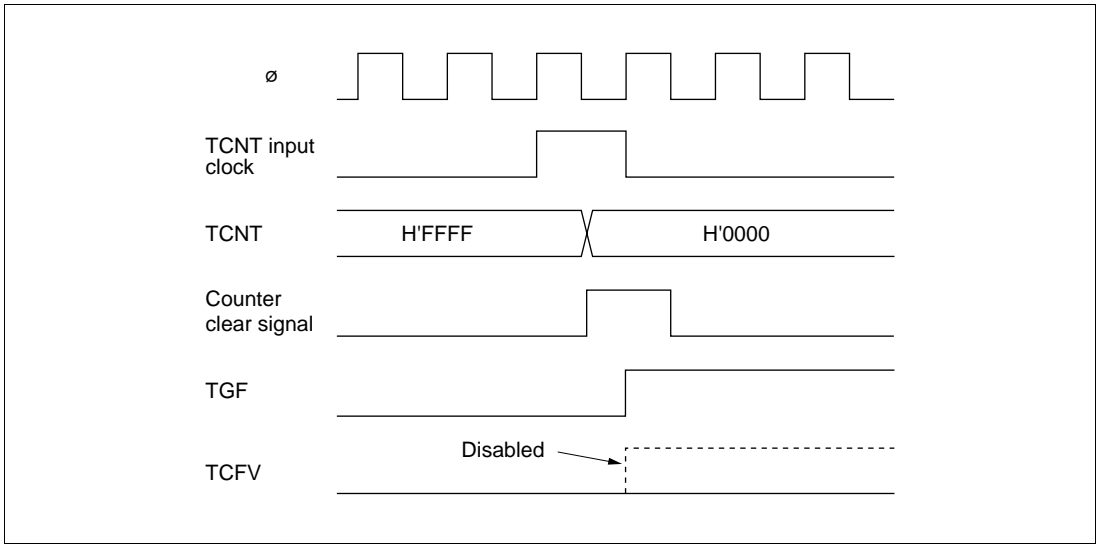 ø
TCNT input
clock
TCNT
H'FFFF
H'0000
Counter
clear signal
TGF
Disabled
TCFV